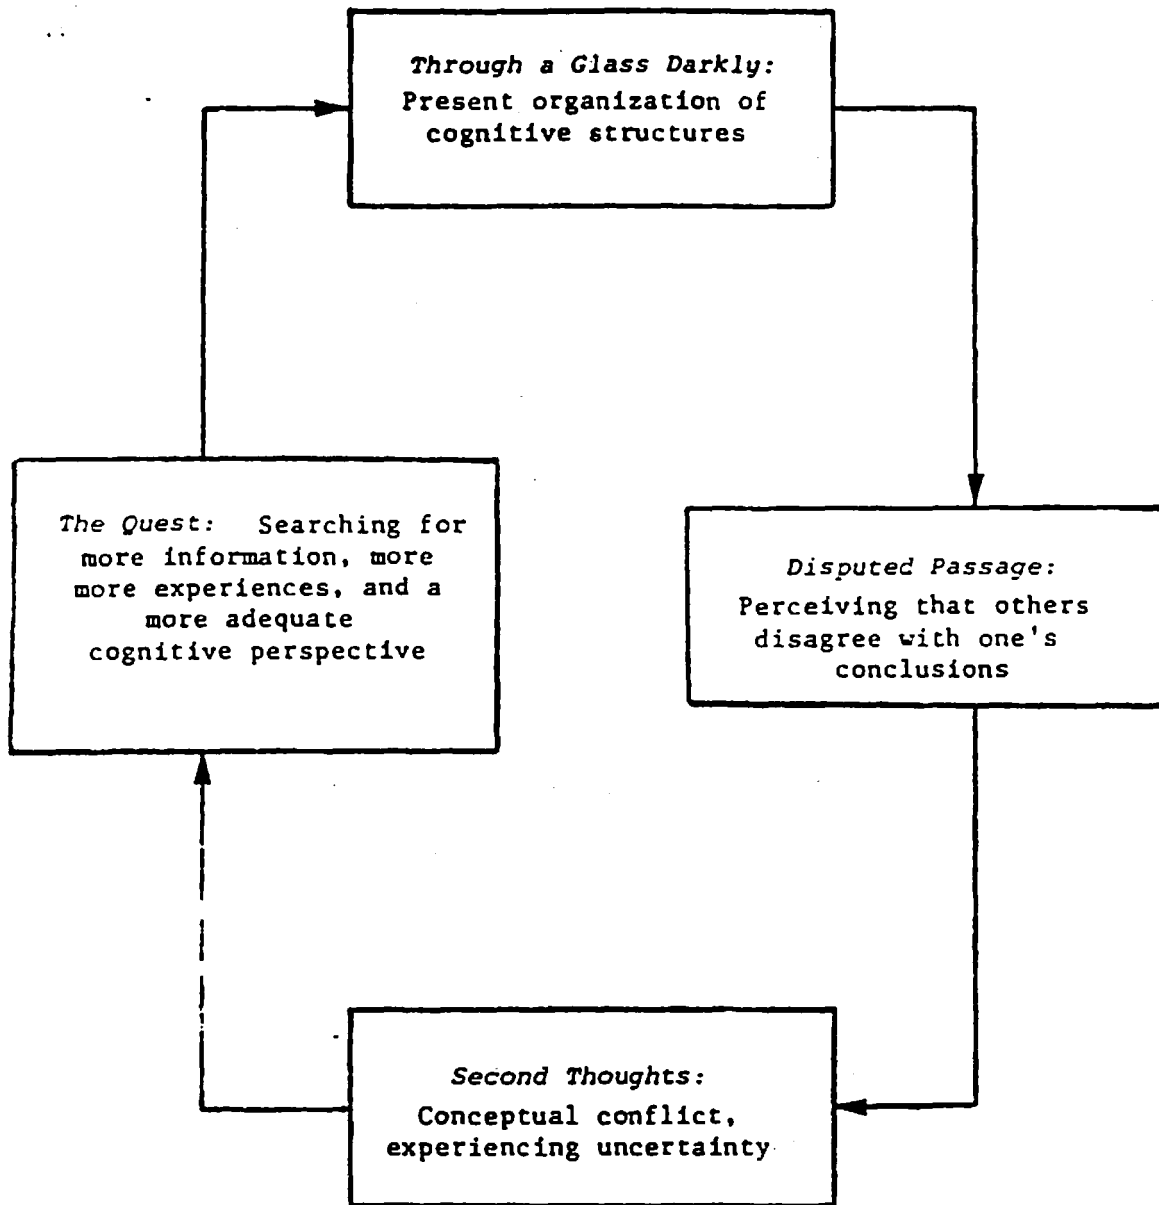 Through a Glass Darkly:
Present organization of
cognitive structures
The Quest: Searching for
more information, more
more experiences, and a
more adequate
cognitive perspective
Disputed Passage:
Perceiving that others
disagree with one's
conclusions
Second Thoughts:
Conceptual conflict,
experiencing uncertainty